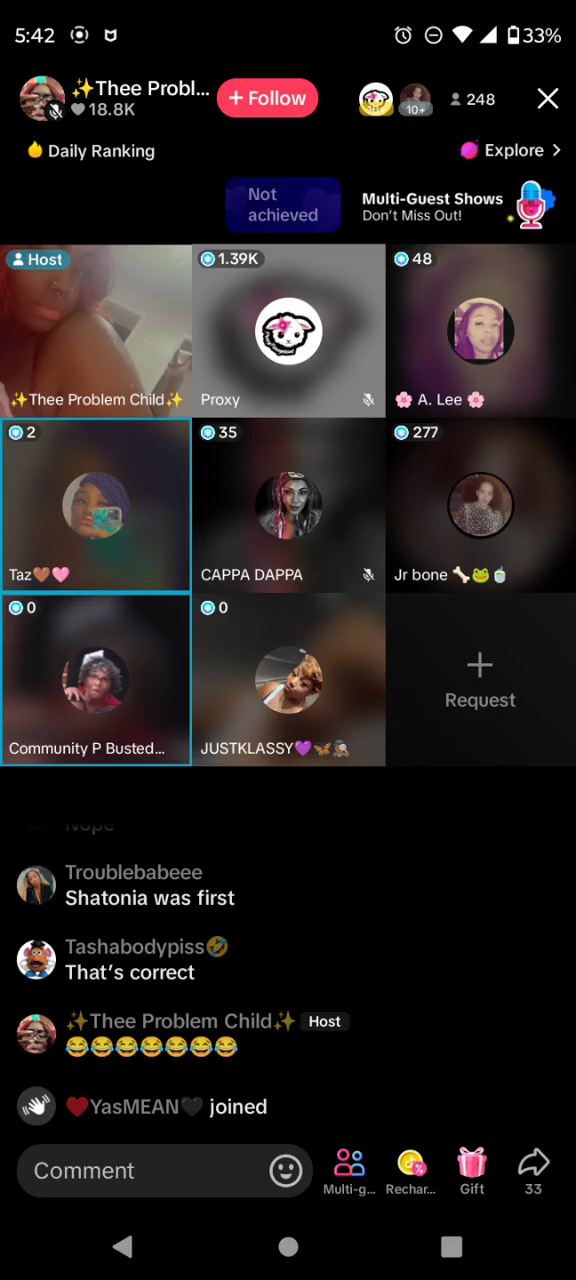 5:42
33%
✨Thee Probl...
18.8K
+ Follow
10+
248
Daily Ranking
Explore >
Not
achieved
Multi-Guest Shows
Don't Miss Out!
Host
1.39K
48
✨Thee Problem Child✨
Proxy
🌸 A. Lee 🌸
2
35
277
Taz🤎🩷
CAPPA DAPPA
Jr bone 🦴🐸🍵
0
0
Community P Busted...
JUSTKLASSY💜🦋🕵🏽‍♀️
Request
Nope
Troublebabeee
Shatonia was first
Tashabodypiss🤣
That's correct
✨Thee Problem Child✨ Host
😂😂😂😂😂😂😂
❤️YasMEAN🖤 joined
Comment
Multi-g...
Rechar...
Gift
33